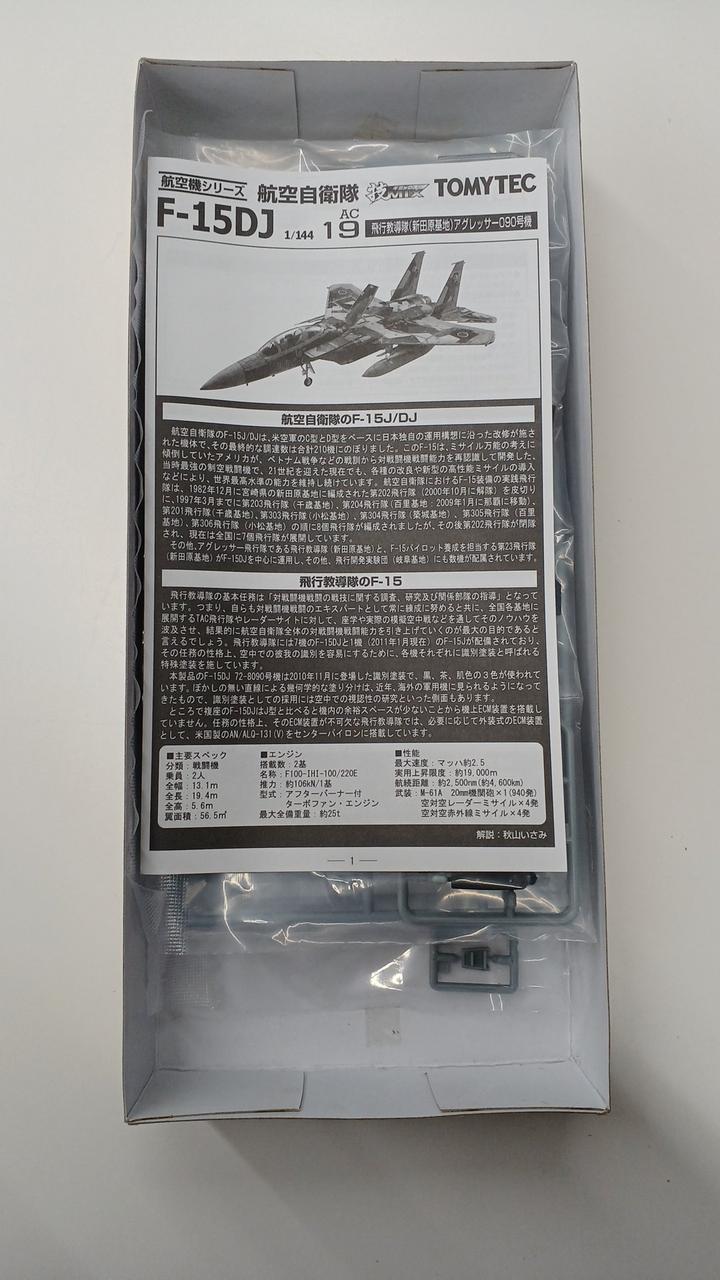 航空機シリーズ 航空自衛隊 技MIX TOMYTEC
F-15DJ 1/144 AC 19 飛行教導隊(新田原基地)アグレッサー090号機
航空自衛隊のF-15J/DJ
航空自衛隊のF-15J/DJは、米空軍のC型とD型をベースに日本独自の運用構想に沿った改修が施さ
れた機体で、その最終的な調達数は合計210機にのぼりました。このF-15は、ミサイル万能の考えに
傾倒していたアメリカが、ベトナム戦争などの戦訓から対戦闘機戦闘能力を再認識して開発した、
当時最強の制空戦闘機で、21世紀を迎えた現在でも、各種の改良や新型の高性能ミサイルの導入
などにより、世界最高水準の能力を維持し続けています。航空自衛隊におけるF-15装備の実践飛行
隊は、1982年12月に宮崎県の新田原基地に編成された第202飛行隊(2000年10月に解隊)を皮切り
に、1997年3月までに第203飛行隊(千歳基地)、第204飛行隊(百里基地:2009年1月に那覇に移動)、
第201飛行隊(千歳基地)、第303飛行隊(小松基地)、第304飛行隊(築城基地)、第305飛行隊(百里
基地)、第306飛行隊(小松基地)の順に8個飛行隊が編成されましたが、その後第202飛行隊が閉隊
され、現在は全国に7個飛行隊が展開しています。
その他、アグレッサー飛行隊である飛行教導隊(新田原基地)と、F-15パイロット養成を担当する第23飛行隊
(新田原基地)がF-15DJを中心に運用し、その他、飛行開発実験団(岐阜基地)にも数機が配属されています。
飛行教導隊のF-15
飛行教導隊の基本任務は「対戦闘機戦闘の戦技に関する調査、研究及び関係部隊の指導」となって
います。つまり、自らも対戦闘機戦闘のエキスパートとして常に練成に努めると共に、全国各基地に
展開するTAC飛行隊やレーダーサイトに対して、座学や実際の模擬空中戦などを通してそのノウハウを
波及させ、結果的に航空自衛隊全体の対戦闘機戦闘能力を引き上げていくのが最大の目的であると
言えるでしょう。飛行教導隊には7機のF-15DJと1機(2011年1月現在)のF-15Jが配備されており、
その任務の性格上、空中での彼我の識別を容易にするために、各機それぞれに識別塗装と呼ばれる
特殊塗装を施しています。
本製品のF-15DJ 72-8090号機は2010年11月に登場した識別塗装で、黒、茶、肌色の3色が使われて
います。ぼかしの無い直線による幾何学的な塗り分けは、近年、海外の軍用機に見られるようになって
きたもので、識別塗装としての採用には空中での視認性の研究といった側面もあります。
ところで複座のF-15DJはJ型と比べると機内の余裕スペースが少ないことから機上ECM装置を搭載し
ていません。任務の性格上、そのECM装置が不可欠な飛行教導隊では、必要に応じて外装式のECM装置
として、米国製のAN/ALQ-131(V)をセンターパイロンに搭載しています。
■主要スペック
分類:戦闘機
乗員:2人
全幅:13.1m
全長:19.4m
全高:5.6m
翼面積:56.5㎡
■エンジン
搭載数:2基
名称:F100-IHI-100/220E
推力:約106kN/1基
型式:アフターバーナー付
ターボファン・エンジン
最大全備重量:約25t
■性能
最大速度:マッハ約2.5
実用上昇限度:約19,000m
航続距離:約2,500nm(約4,600km)
武装:M-61A 20mm機関砲×1(940発)
空対空レーダーミサイル×4発
空対空赤外線ミサイル×4発
解説:秋山いさみ
― 1 ―